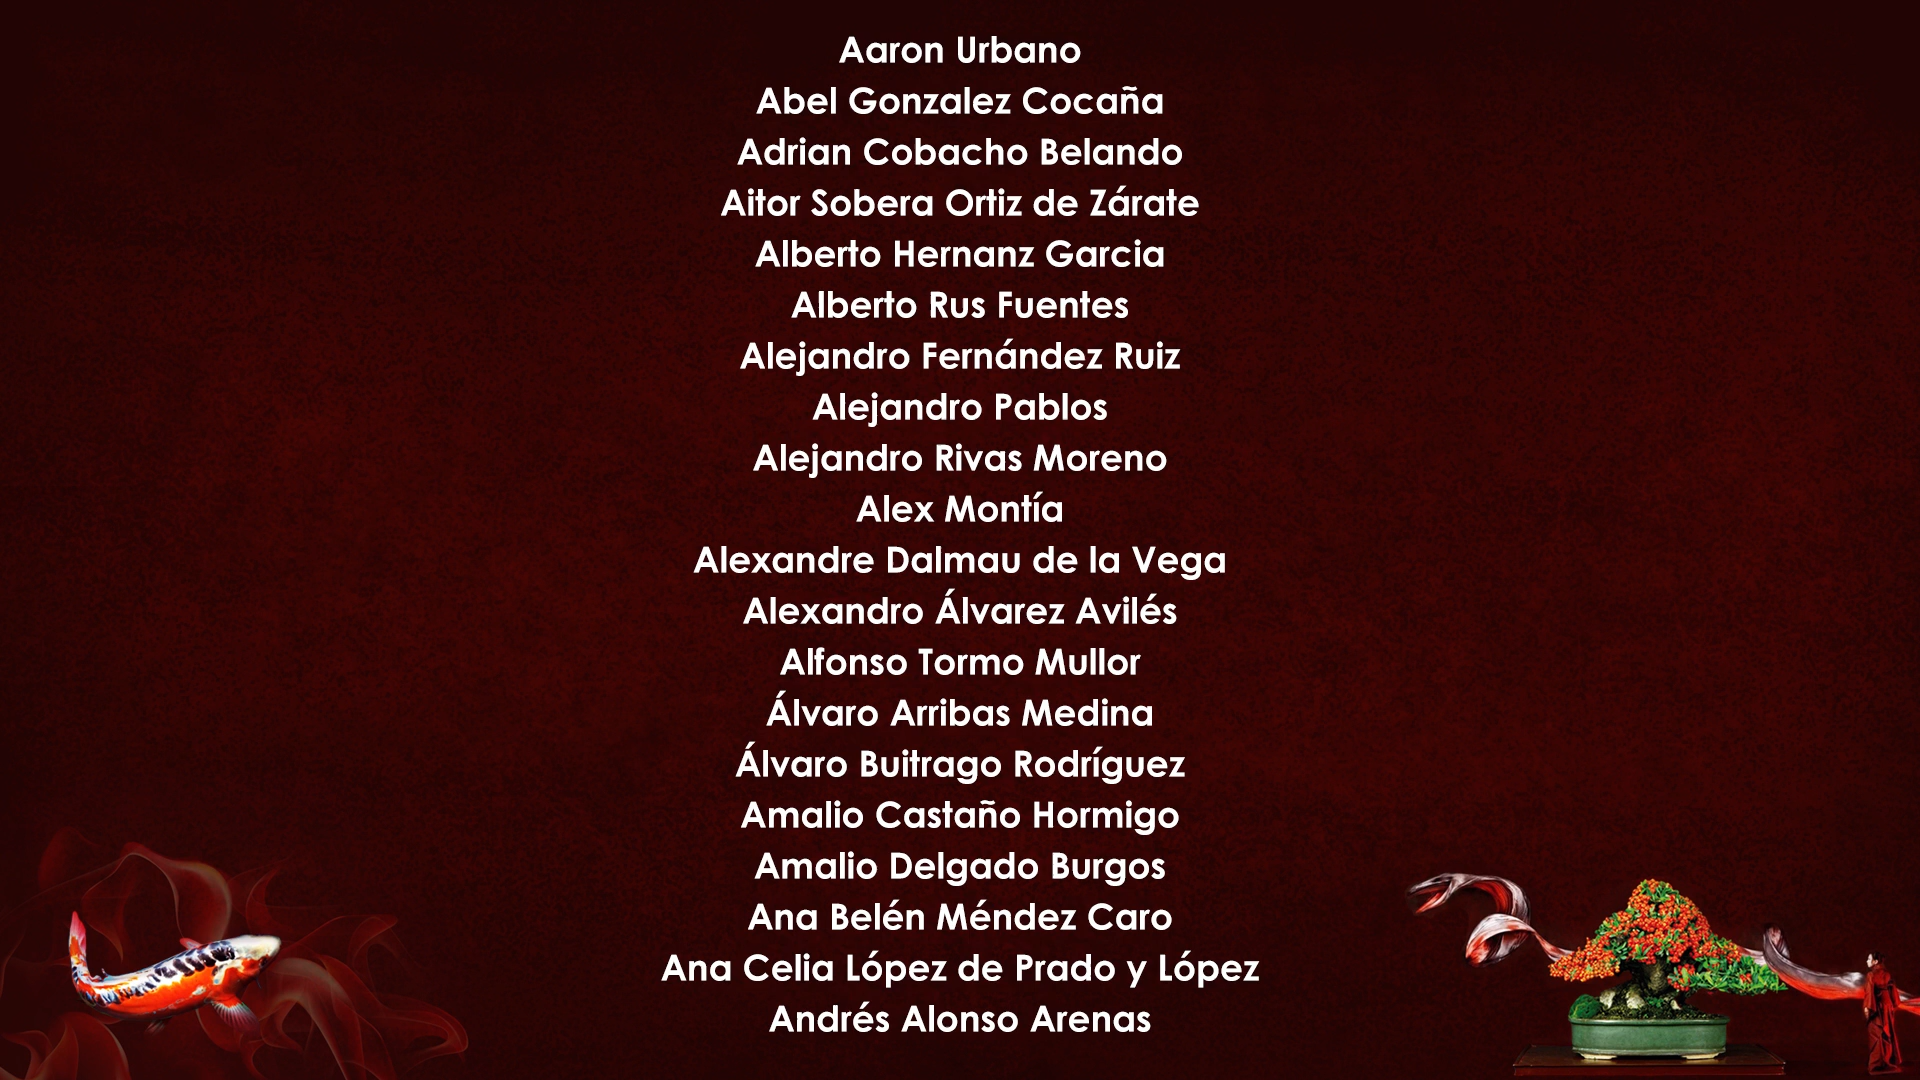 Aaron Urbano
Abel Gonzalez Cocaña
Adrian Cobacho Belando
Aitor Sobera Ortiz de Zárate
Alberto Hernanz Garcia
Alberto Rus Fuentes
Alejandro Fernández Ruiz
Alejandro Pablos
Alejandro Rivas Moreno
Alex Montía
Alexandre Dalmau de la Vega
Alexandro Álvarez Avilés
Alfonso Tormo Mullor
Álvaro Arribas Medina
Álvaro Buitrago Rodríguez
Amalio Castaño Hormigo
Amalio Delgado Burgos
Ana Belén Méndez Caro
Ana Celia López de Prado y López
Andrés Alonso Arenas